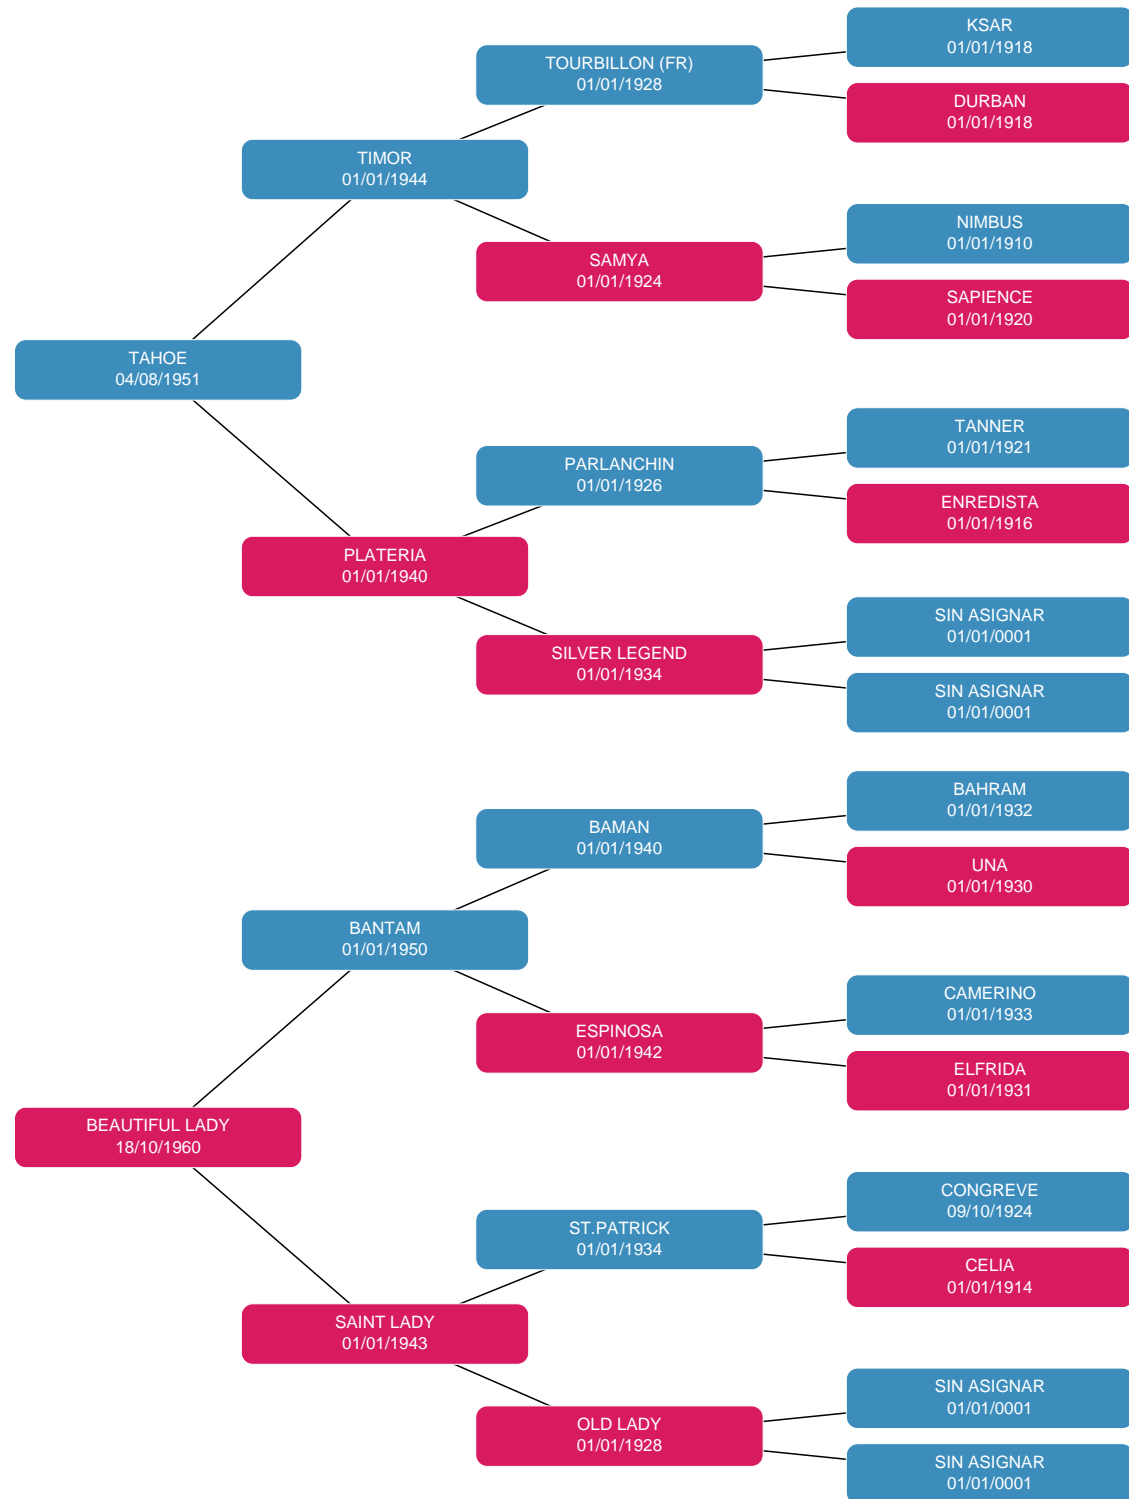 KSAR
01/01/1918
TOURBILLON (FR)
01/01/1928
DURBAN
01/01/1918
TIMOR
01/01/1944
NIMBUS
01/01/1910
SAMYA
01/01/1924
SAPIENCE
01/01/1920
TAHOE
04/08/1951
TANNER
01/01/1921
PARLANCHIN
01/01/1926
ENREDISTA
01/01/1916
PLATERIA
01/01/1940
SIN ASIGNAR
01/01/0001
SILVER LEGEND
01/01/1934
SIN ASIGNAR
01/01/0001
BAHRAM
01/01/1932
BAMAN
01/01/1940
UNA
01/01/1930
BANTAM
01/01/1950
CAMERINO
01/01/1933
ESPINOSA
01/01/1942
ELFRIDA
01/01/1931
BEAUTIFUL LADY
18/10/1960
CONGREVE
09/10/1924
ST.PATRICK
01/01/1934
CELIA
01/01/1914
SAINT LADY
01/01/1943
SIN ASIGNAR
01/01/0001
OLD LADY
01/01/1928
SIN ASIGNAR
01/01/0001